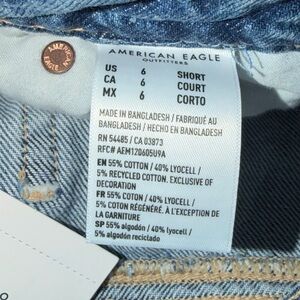 AMERICAN EAGLE
OUTFITTERS
US 6 SHORT
CA 6 COURT
MX 6 CORTO
MADE IN BANGLADESH / FABRIQUÉ AU
BANGLADESH / HECHO EN BANGLADESH
RN 54485 / CA 03873
RFC# AEM120605U9A
EN 55% COTTON / 40% LYOCELL /
5% RECYCLED COTTON. EXCLUSIVE OF
DECORATION
FR 55% COTON / 40% LYOCELL /
5% COTON RÉGÉNÉRÉ. À L'EXCEPTION DE
LA GARNITURE
SP 55% algodón / 40% lyocell /
5% algodón reciclado
AMERICAN
EAGLE